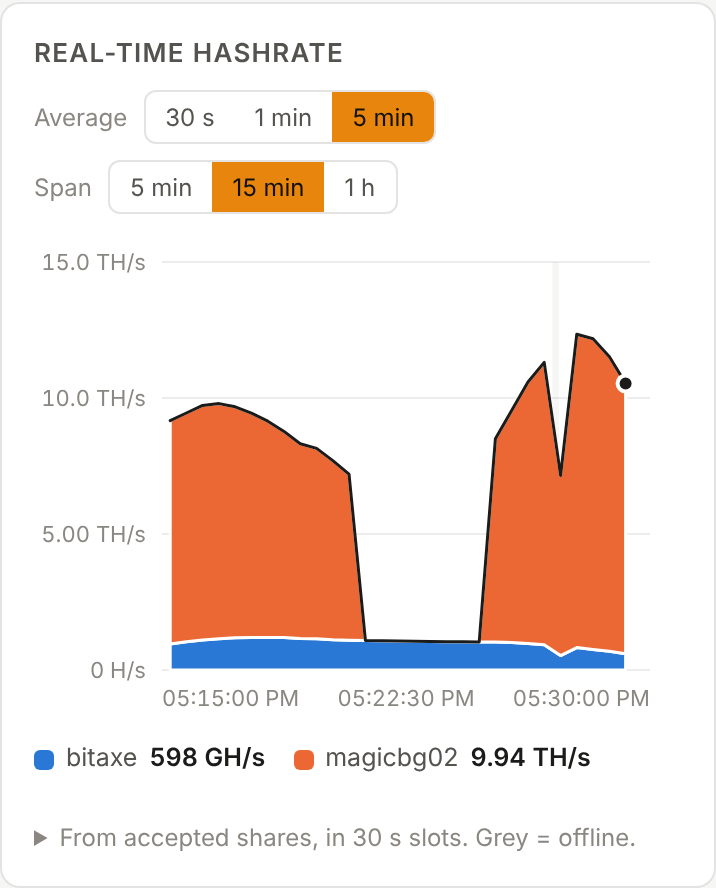 REAL-TIME HASHRATE
Average 30 s 1 min 5 min
Span 5 min 15 min 1 h
15.0 TH/s
10.0 TH/s
5.00 TH/s
0 H/s
05:15:00 PM 05:22:30 PM 05:30:00 PM
bitaxe 598 GH/s magicbg02 9.94 TH/s
From accepted shares, in 30 s slots. Grey = offline.